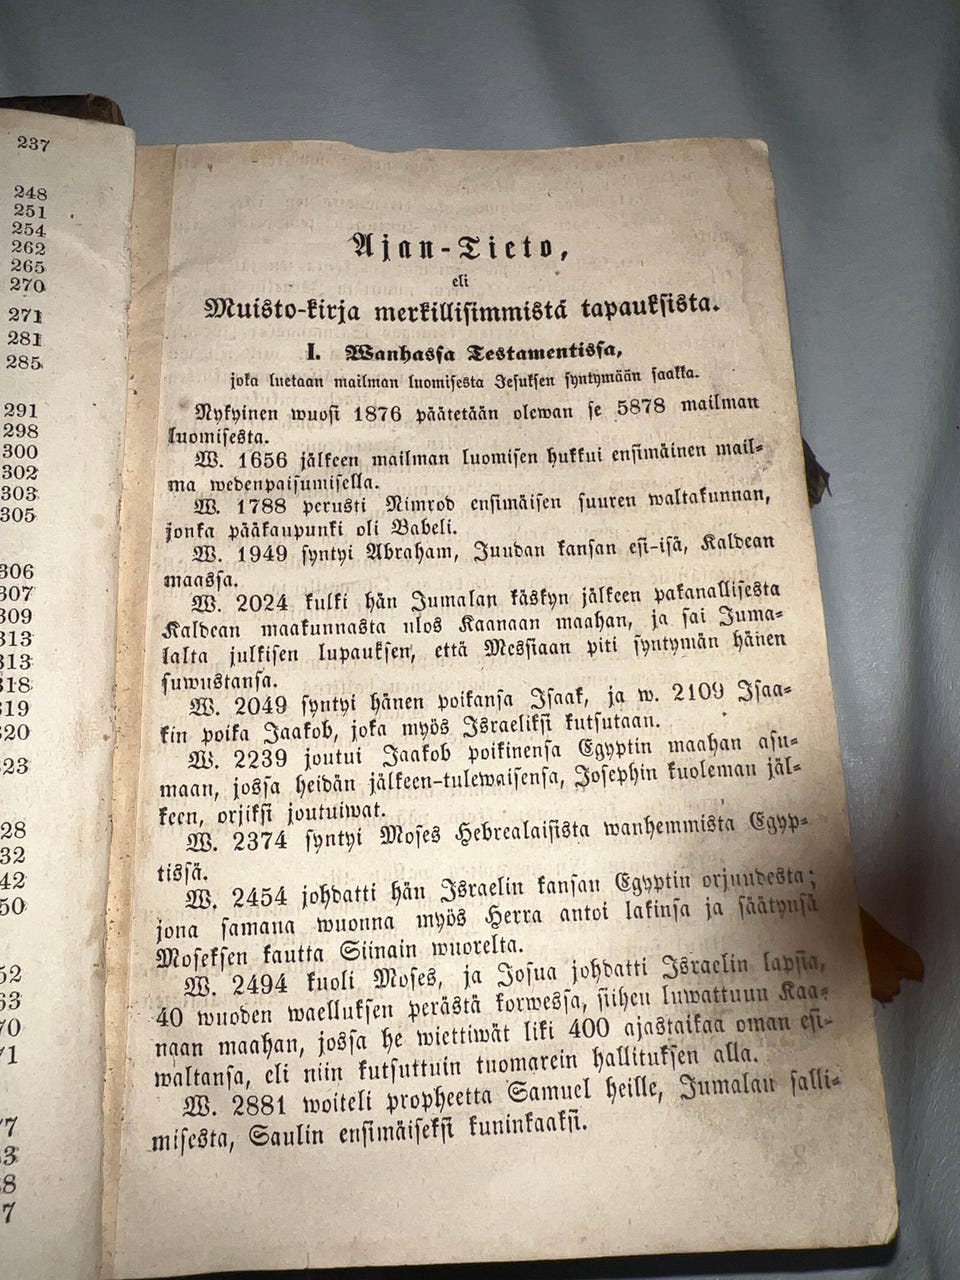 237
248
251
254
262
265
270
271
281
285
291
298
300
302
303
305
306
307
309
313
313
318
319
320
323
28
32
42
50
52
63
70
71
77
3
8
7
Ajan-Tieto,
eli
Muisto-kirja merkillisimmistä tapauksista.
I. Wanhassa Testamentissa,
joka luetaan mailman luomisesta Jesuksen syntymään saakka.
Nykyinen wuosi 1876 päätetään olewan se 5878 mailman
luomisesta.
W. 1656 jälkeen mailman luomisen hukkui ensimäinen mail-
ma wedenpaisumisella.
W. 1788 perusti Nimrod ensimäisen suuren waltakunnan,
jonka pääkaupunki oli Babeli.
W. 1949 syntyi Abraham, Juudan kansan esi-isä, Kaldean
maassa.
W. 2024 kulki hän Jumalan käskyn jälkeen pakanallisesta
Kaldean maakunnasta ulos Kaanaan maahan, ja sai Juma-
lalta julkisen lupauksen, että Messiaan piti syntymän hänen
suwustansa.
W. 2049 syntyi hänen poikansa Isaak, ja w. 2109 Isaa-
kin poika Jaakob, joka myös Israeliksi kutsutaan.
W. 2239 joutui Jaakob poikinensa Egyptin maahan asu-
maan, jossa heidän jälkeen-tulewaisensa, Josephin kuoleman jäl-
keen, orjiksi joutuiwat.
W. 2374 syntyi Moses Hebrealaisista wanhemmista Egyp-
tissä.
W. 2454 johdatti hän Israelin kansan Egyptin orjuudesta;
jona samana wuonna myös Herra antoi lakinsa ja säätynsä
Moseksen kautta Siinain wuorelta.
W. 2494 kuoli Moses, ja Josua johdatti Israelin lapsia,
40 wuoden waelluksen perästä korwessa, siihen luwattuun Kaa-
naan maahan, jossa he wiettiwät liki 400 ajastaikaa oman esi-
waltansa, eli niin kutsuttuin tuomarein hallituksen alla.
W. 2881 woiteli propheetta Samuel heille, Jumalan salli-
misesta, Saulin ensimäiseksi kuninkaaksi.